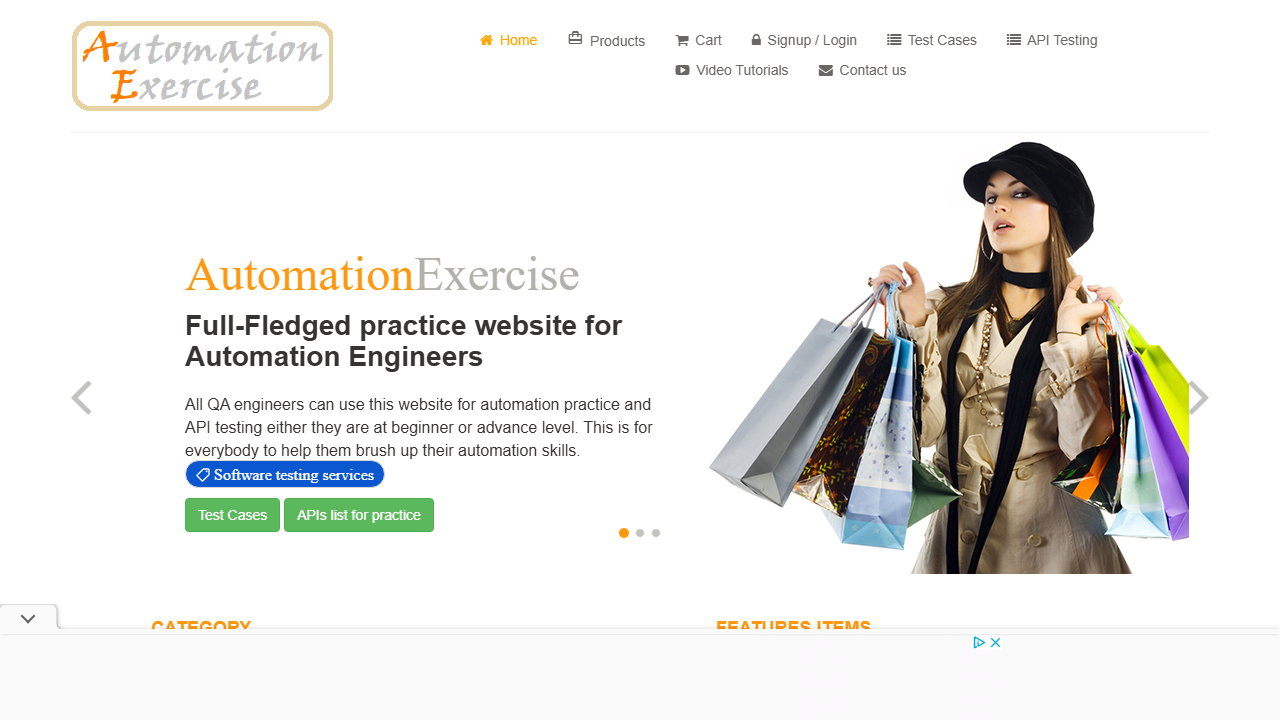 Automation
Exercise
Home
Products
Cart
Signup / Login
Test Cases
API Testing
Video Tutorials
Contact us
AutomationExercise
Full-Fledged practice website for
Automation Engineers
All QA engineers can use this website for automation practice and
API testing either they are at beginner or advance level. This is for
everybody to help them brush up their automation skills.
Software testing services
Test Cases
APIs list for practice
CATEGORY
FEATURES ITEMS